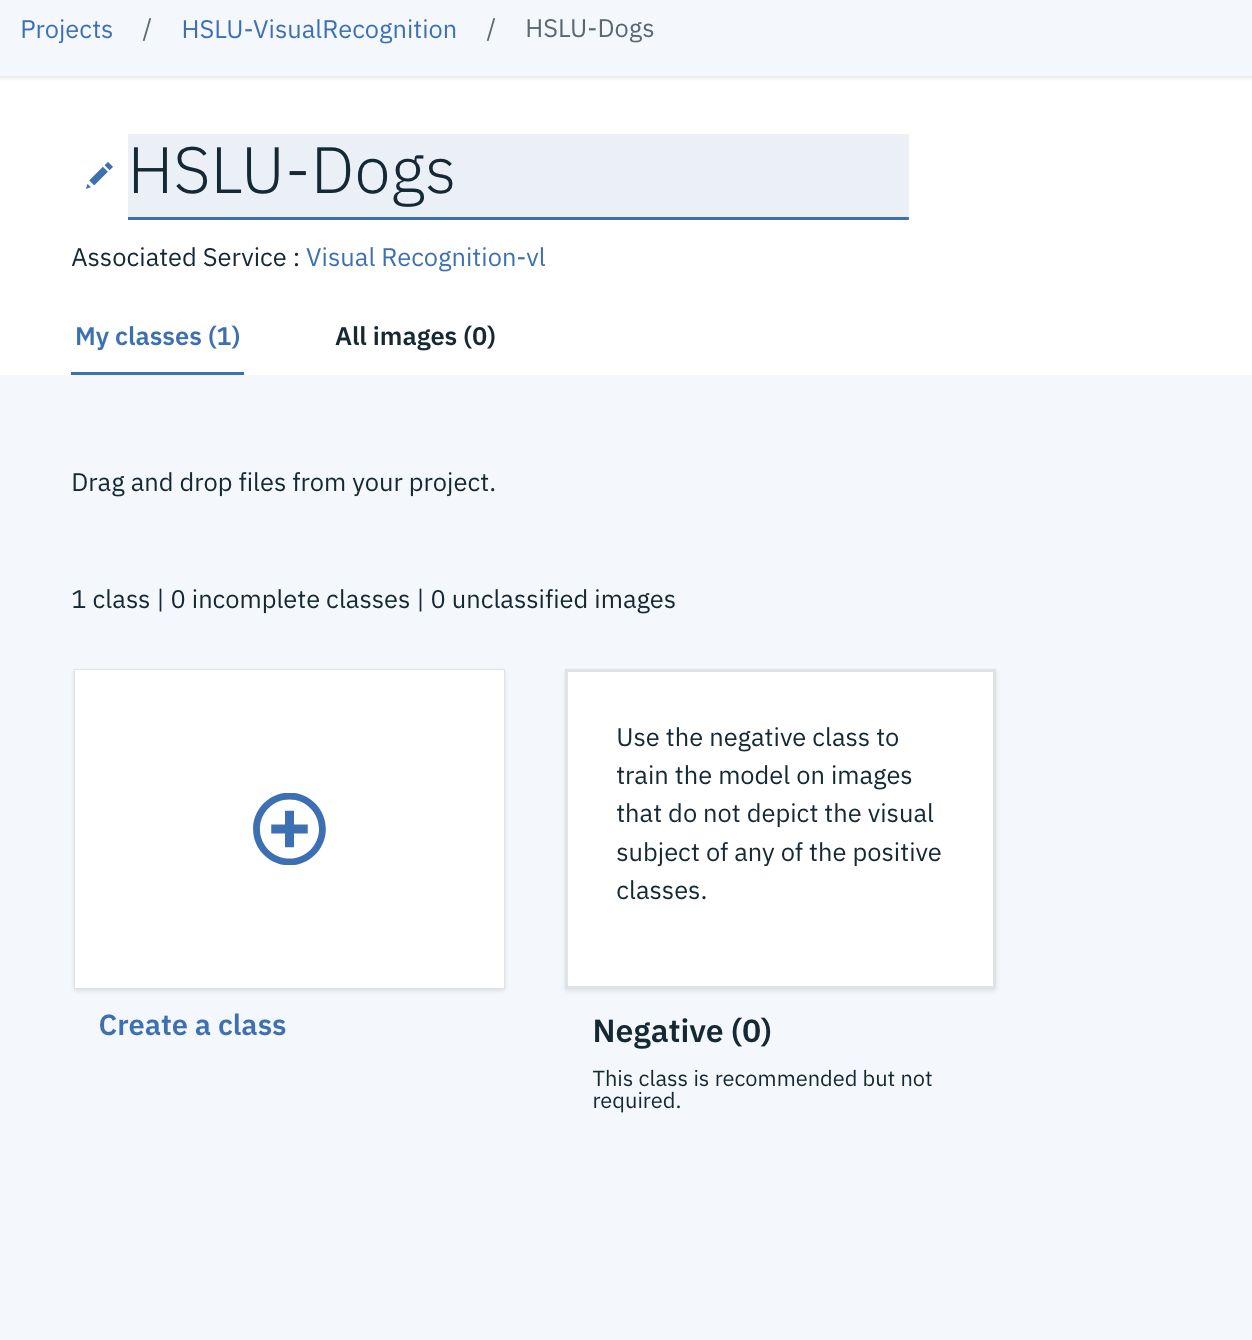 Projects / HSLU-VisualRecognition / HSLU-Dogs
HSLU-Dogs
Associated Service : Visual Recognition-vl
My classes (1) All images (0)
Drag and drop files from your project.
1 class | 0 incomplete classes | 0 unclassified images
Use the negative class to
train the model on images
that do not depict the visual
subject of any of the positive
classes.
Create a class
Negative (0)
This class is recommended but not
required.